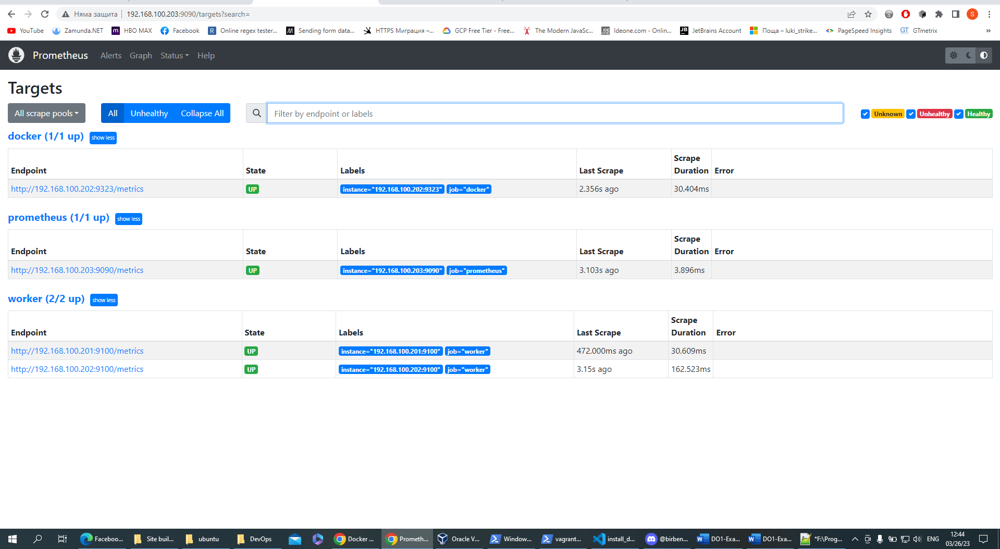 Няма защита 192.168.100.203:9090/targets?search=
S
YouTube Zamunda.NET HBO MAX Facebook Online regex tester... Sending form data... HTTPS Миграция –... GCP Free Tier - Free... The Modern JavaSc... Ideone.com - Onlin... JetBrains Account Поща – luki_strike... PageSpeed Insights GTmetrix »
Prometheus Alerts Graph Status Help
Targets
All scrape pools All Unhealthy Collapse All Filter by endpoint or labels Unknown Unhealthy Healthy
docker (1/1 up) show less
Endpoint State Labels Last Scrape Scrape Duration Error
http://192.168.100.202:9323/metrics UP instance="192.168.100.202:9323" job="docker" 2.356s ago 30.404ms
prometheus (1/1 up) show less
Endpoint State Labels Last Scrape Scrape Duration Error
http://192.168.100.203:9090/metrics UP instance="192.168.100.203:9090" job="prometheus" 3.103s ago 3.896ms
worker (2/2 up) show less
Endpoint State Labels Last Scrape Scrape Duration Error
http://192.168.100.201:9100/metrics UP instance="192.168.100.201:9100" job="worker" 472.000ms ago 30.609ms
http://192.168.100.202:9100/metrics UP instance="192.168.100.202:9100" job="worker" 3.15s ago 162.523ms
Faceboo... Site buil... ubuntu DevOps Docker ... Prometh... Oracle V... Window... vagrant... install_d... @birben... DO1-Exa... DO1-Exa... *F:\Prog... ENG 12:44
03/26/23